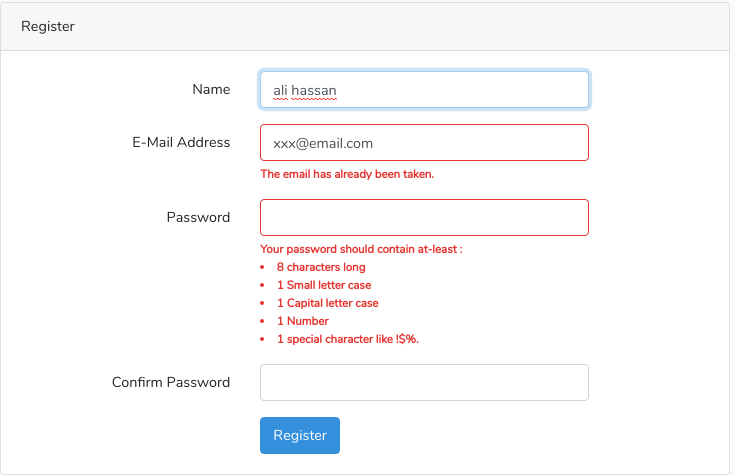 Register
Name
ali hassan
E-Mail Address
xxx@email.com
The email has already been taken.
Password
Your password should contain at-least :
• 8 characters long
• 1 Small letter case
• 1 Capital letter case
• 1 Number
• 1 special character like !$%.
Confirm Password
Register